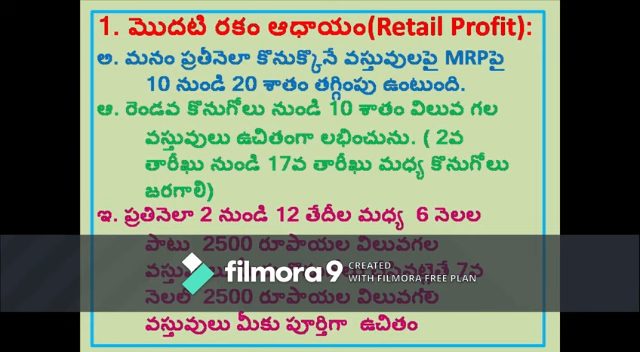 1. మొదటి రకం ఆధాయం(Retail Profit):
అ. మనం ప్రతీనెలా కొనుక్కొనే వస్తువులపై MRPపై
10 నుండి 20 శాతం తగ్గింపు ఉంటుంది.
ఆ. రెండవ కొనుగోలు నుండి 10 శాతం విలువ గల
వస్తువులు ఉచితంగా లభించును. ( 2వ
తారీఖు నుండి 17వ తారీఖు మధ్య కొనుగోలు
జరగాలి)
ఇ. ప్రతినెలా 2 నుండి 12 తేదీల మధ్య 6 నెలల
పాటు 2500 రూపాయల విలువగల
filmora9 CREATED
WITH FILMORA FREE PLAN
7వ
నెలలో 2500 రూపాయల విలువగల
వస్తువులు మీకు పూర్తిగా ఉచితం